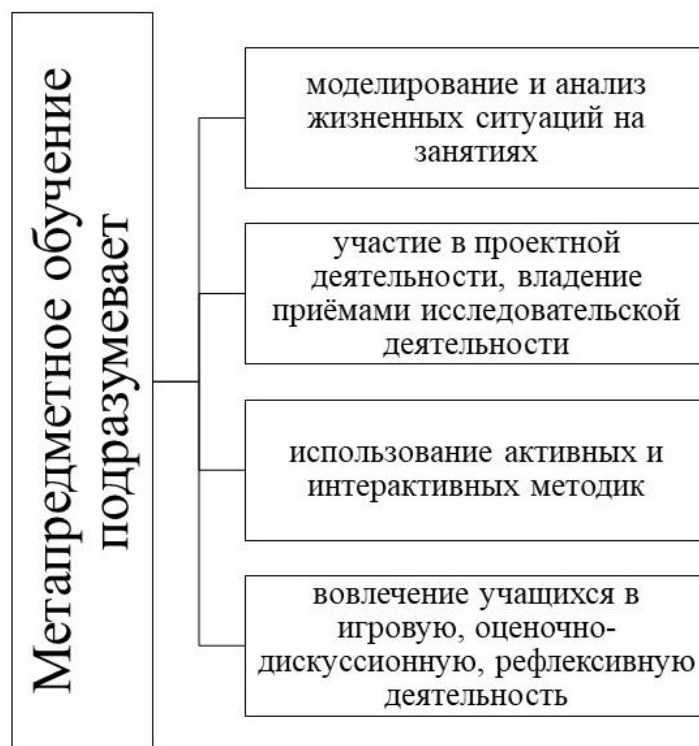 Метапредметное обучение
подразумевает
моделирование и анализ
жизненных ситуаций на
занятиях
участие в проектной
деятельности, владение
приёмами исследовательской
деятельности
использование активных и
интерактивных методик
вовлечение учащихся в
игровую, оценочно-
дискуссионную, рефлексивную
деятельность